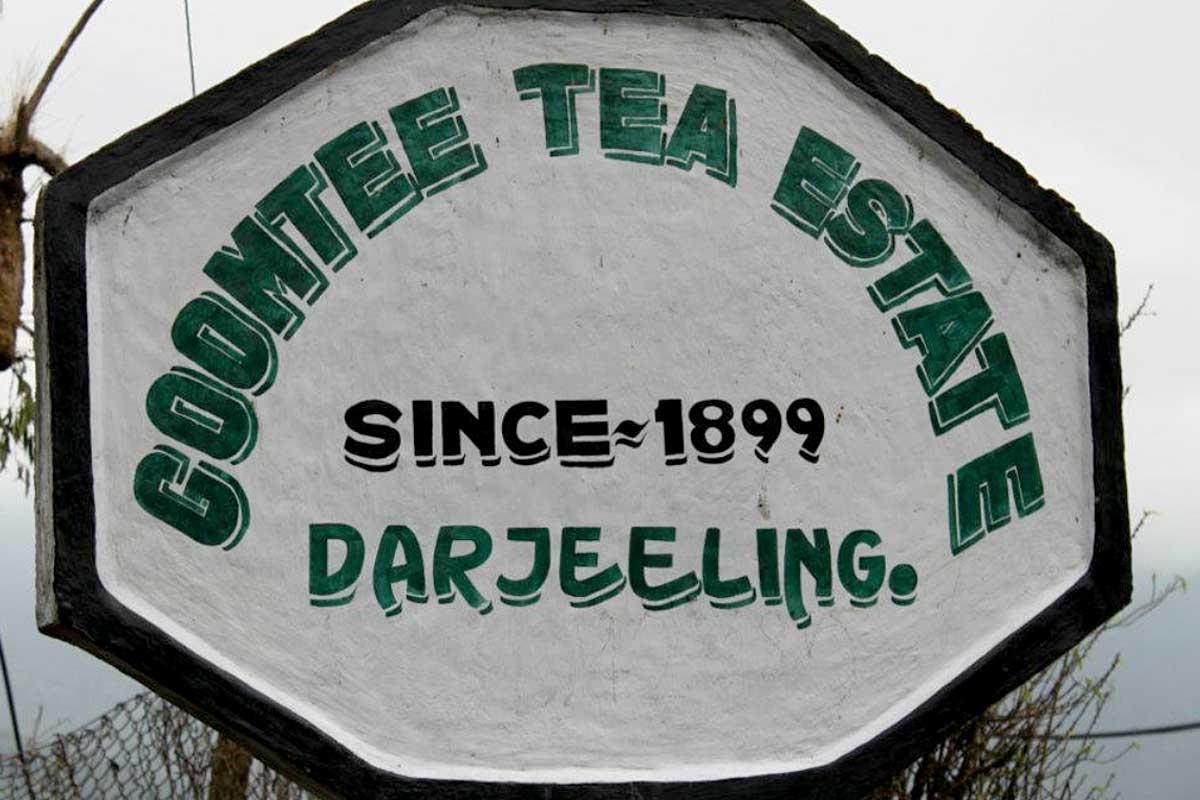 GOOMTEE TEA ESTATE
SINCE~1899
DARJEELING.